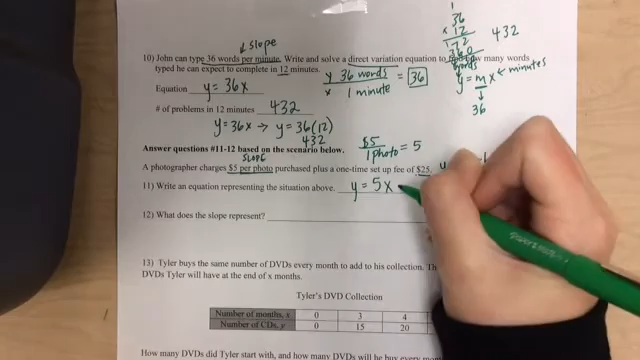 ↓ slope
1
36
x 12
172
360
432
10) John can type 36 words per minute. Write and solve a direct variation equation to find how many words
typed he can expect to complete in 12 minutes.
y 36 words
x 1 minute
= 36
words
y = mx ← minutes
↓
36
Equation y = 36x
# of problems in 12 minutes 432
y = 36x → y = 36(12)
432
Answer questions #11-12 based on the scenario below.
$5
1 photo
= 5
SLOPE
A photographer charges $5 per photo purchased plus a one-time set up fee of $25.
y
11) Write an equation representing the situation above. y = 5x
12) What does the slope represent?
13) Tyler buys the same number of DVDs every month to add to his collection.
DVDs Tyler will have at the end of x months.
Tyler's DVD Collection
Number of months, x 0 3 4
Number of CDs, y 0 15 20
How many DVDs did Tyler start with, and how many DVDs will he buy every